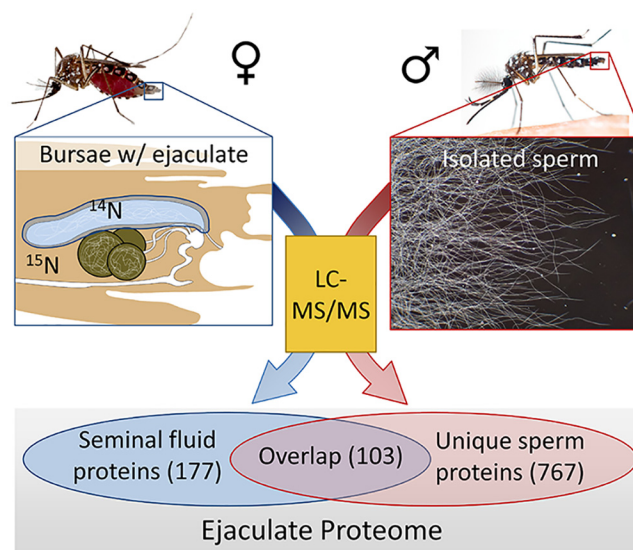 ♀
♂
Bursae w/ ejaculate
Isolated sperm
¹⁴N
¹⁵N
LC-
MS/MS
Seminal fluid
proteins (177)
Overlap (103)
Unique sperm
proteins (767)
Ejaculate Proteome